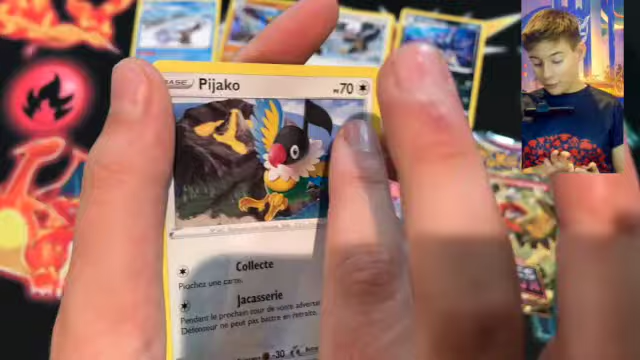 BASE Pijako PV70
Collecte
Piochez une carte.
Jacasserie
Pendant le prochain tour de votre adversaire
Défenseur ne peut pas battre en retraite.
-30